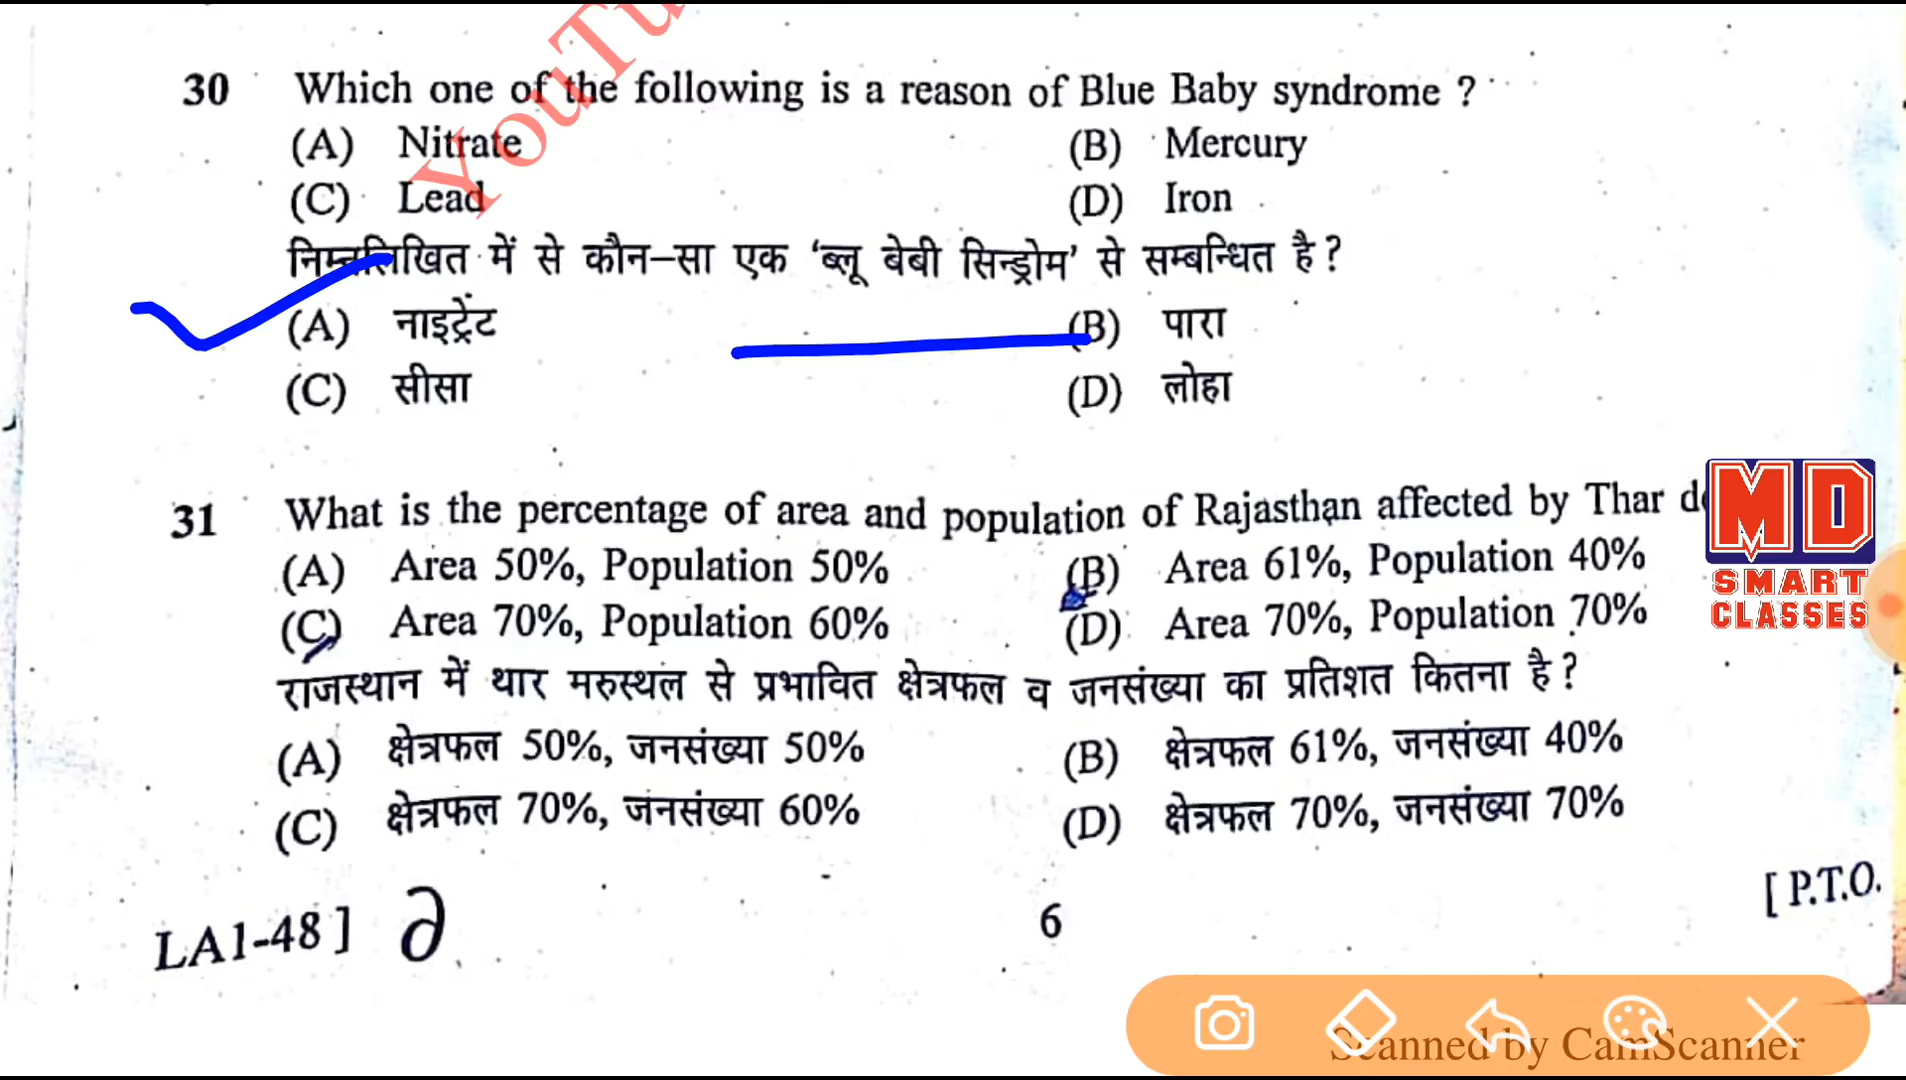 YouTu
30 Which one of the following is a reason of Blue Baby syndrome ?
(A) Nitrate (B) Mercury
(C) Lead (D) Iron
निम्नलिखित में से कौन-सा एक ‘ब्लू बेबी सिन्ड्रोम’ से सम्बन्धित है ?
(A) नाइट्रेंट (B) पारा
(C) सीसा (D) लोहा
31 What is the percentage of area and population of Rajasthan affected by Thar d
(A) Area 50%, Population 50% (B) Area 61%, Population 40%
(C) Area 70%, Population 60% (D) Area 70%, Population 70%
राजस्थान में थार मरुस्थल से प्रभावित क्षेत्रफल व जनसंख्या का प्रतिशत कितना है ?
(A) क्षेत्रफल 50%, जनसंख्या 50% (B) क्षेत्रफल 61%, जनसंख्या 40%
(C) क्षेत्रफल 70%, जनसंख्या 60% (D) क्षेत्रफल 70%, जनसंख्या 70%
MD
SMART
CLASSES
LA1-48 ] 6 [ P.T.O.
Scanned by CamScanner